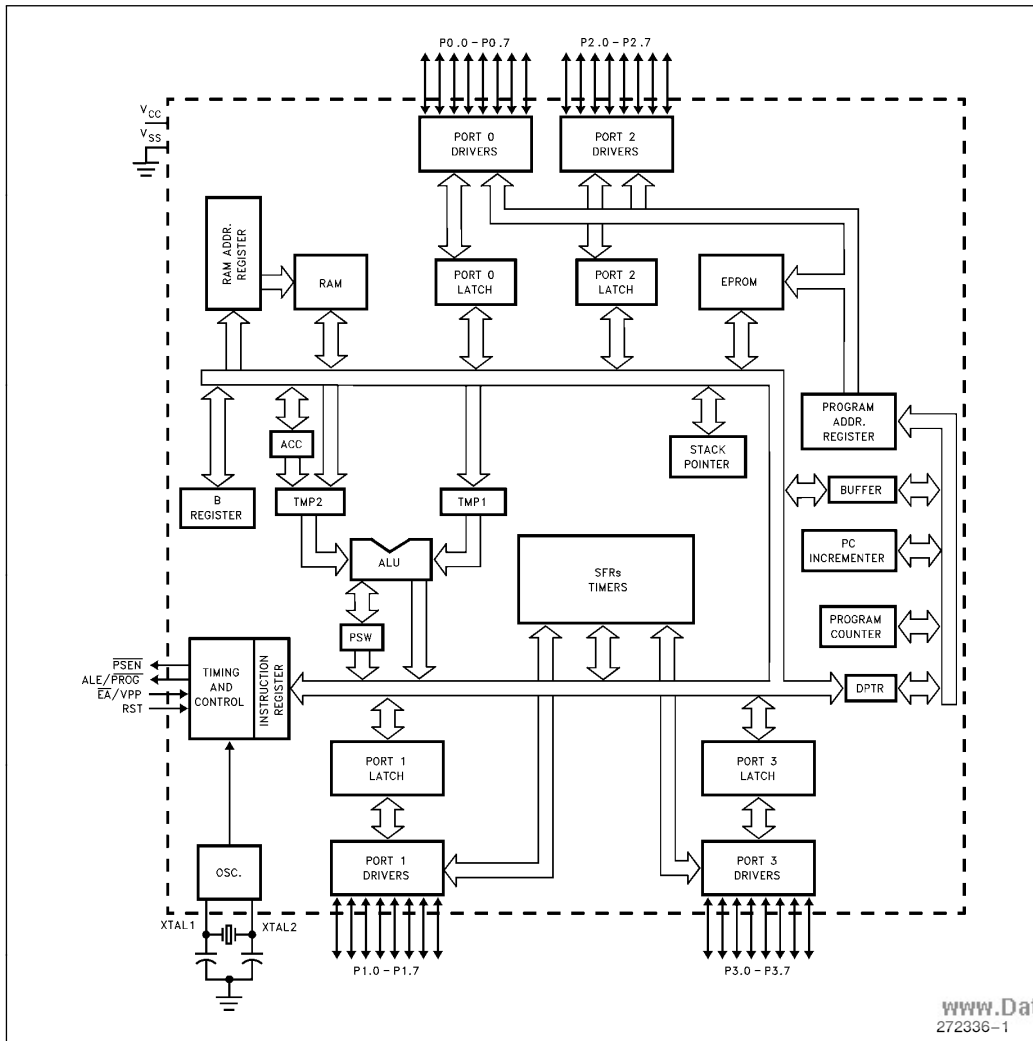 P0.0–P0.7
P2.0–P2.7
VCC
VSS
PORT 0
DRIVERS
PORT 2
DRIVERS
RAM ADDR.
REGISTER
RAM
PORT 0
LATCH
PORT 2
LATCH
EPROM
PROGRAM
ADDR.
REGISTER
ACC
STACK
POINTER
B
REGISTER
TMP2
TMP1
BUFFER
ALU
SFRs
TIMERS
PC
INCREMENTER
PSW
PROGRAM
COUNTER
PSEN
ALE/PROG
EA/VPP
RST
TIMING
AND
CONTROL
INSTRUCTION
REGISTER
DPTR
PORT 1
LATCH
PORT 3
LATCH
OSC.
PORT 1
DRIVERS
PORT 3
DRIVERS
XTAL1
XTAL2
P1.0–P1.7
P3.0–P3.7
www.Dat
272336–1